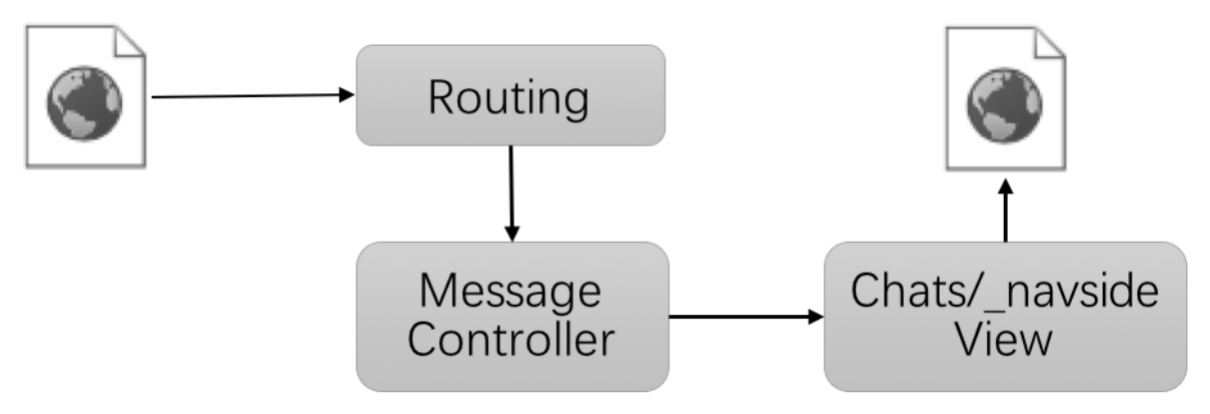 Routing
Message
Controller
Chats/_navside
View